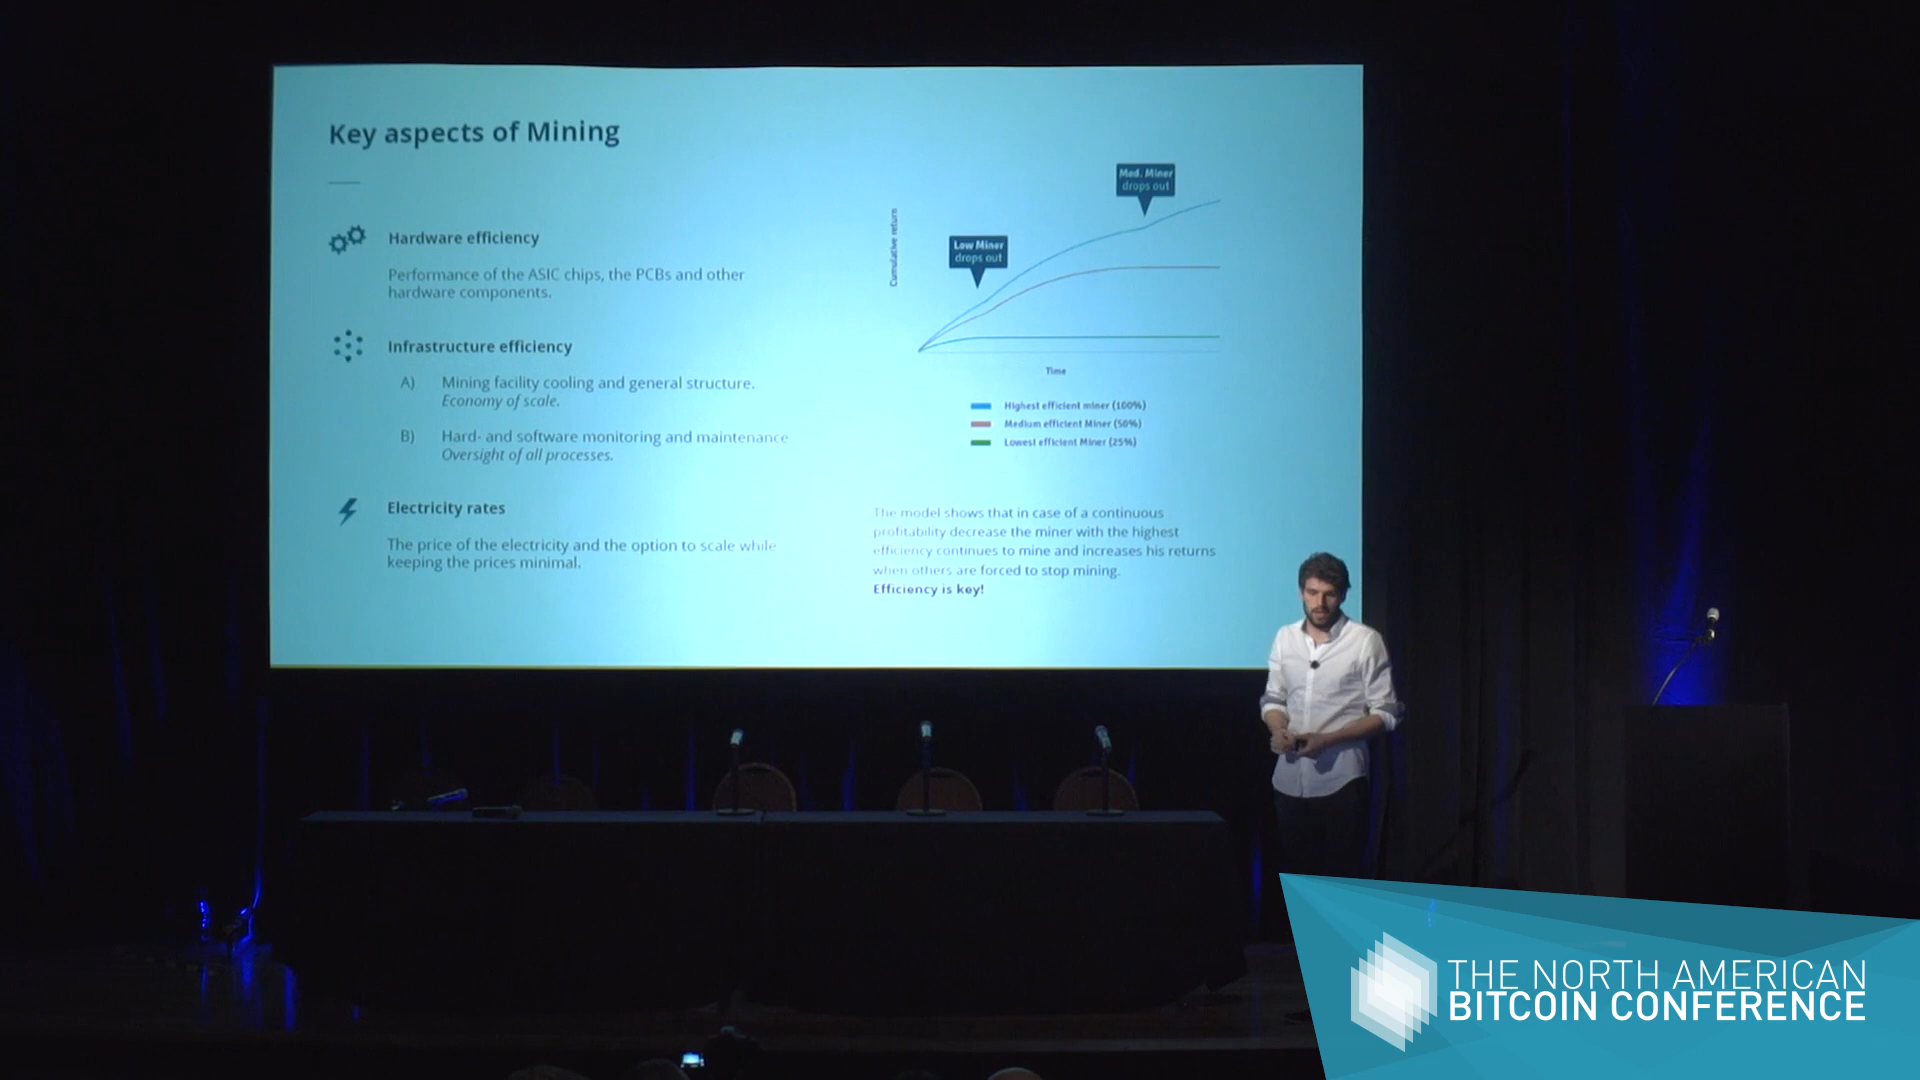 Key aspects of Mining
Hardware efficiency
Performance of the ASIC chips, the PCBs and other
hardware components.
Infrastructure efficiency
A) Mining facility cooling and general structure.
Economy of scale.
B) Hard- and software monitoring and maintenance
Oversight of all processes.
Electricity rates
The price of the electricity and the option to scale while
keeping the prices minimal.
Med. Miner
drops out
Low Miner
drops out
Cumulative return
Time
Highest efficient miner (100%)
Medium efficient Miner (50%)
Lowest efficient Miner (25%)
The model shows that in case of a continuous
profitability decrease the miner with the highest
efficiency continues to mine and increases his returns
when others are forced to stop mining.
Efficiency is key!
THE NORTH AMERICAN
BITCOIN CONFERENCE